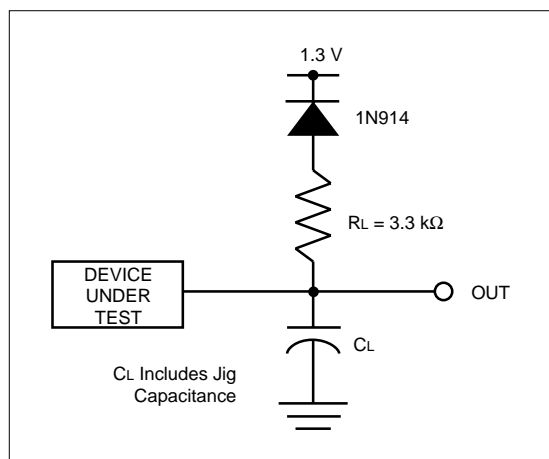 1.3 V
1N914
RL = 3.3 kΩ
DEVICE
UNDER
TEST
OUT
CL
CL Includes Jig
Capacitance